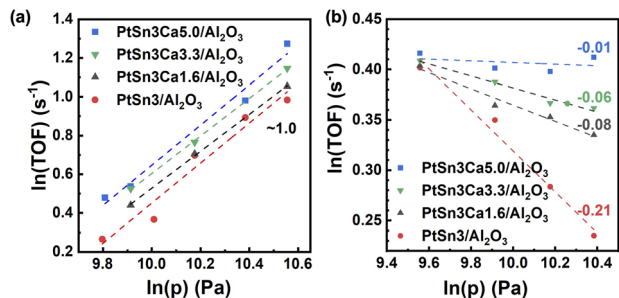 (a)
PtSn3Ca5.0/Al₂O₃
PtSn3Ca3.3/Al₂O₃
PtSn3Ca1.6/Al₂O₃
PtSn3/Al₂O₃
~1.0
ln(TOF) (s⁻¹)
1.4
1.2
1.0
0.8
0.6
0.4
0.2
9.8
10.0
10.2
10.4
10.6
ln(p) (Pa)
(b)
-0.01
-0.06
-0.08
-0.21
PtSn3Ca5.0/Al₂O₃
PtSn3Ca3.3/Al₂O₃
PtSn3Ca1.6/Al₂O₃
PtSn3/Al₂O₃
ln(TOF) (s⁻¹)
0.45
0.40
0.35
0.30
0.25
9.4
9.6
9.8
10.0
10.2
10.4
ln(p) (Pa)